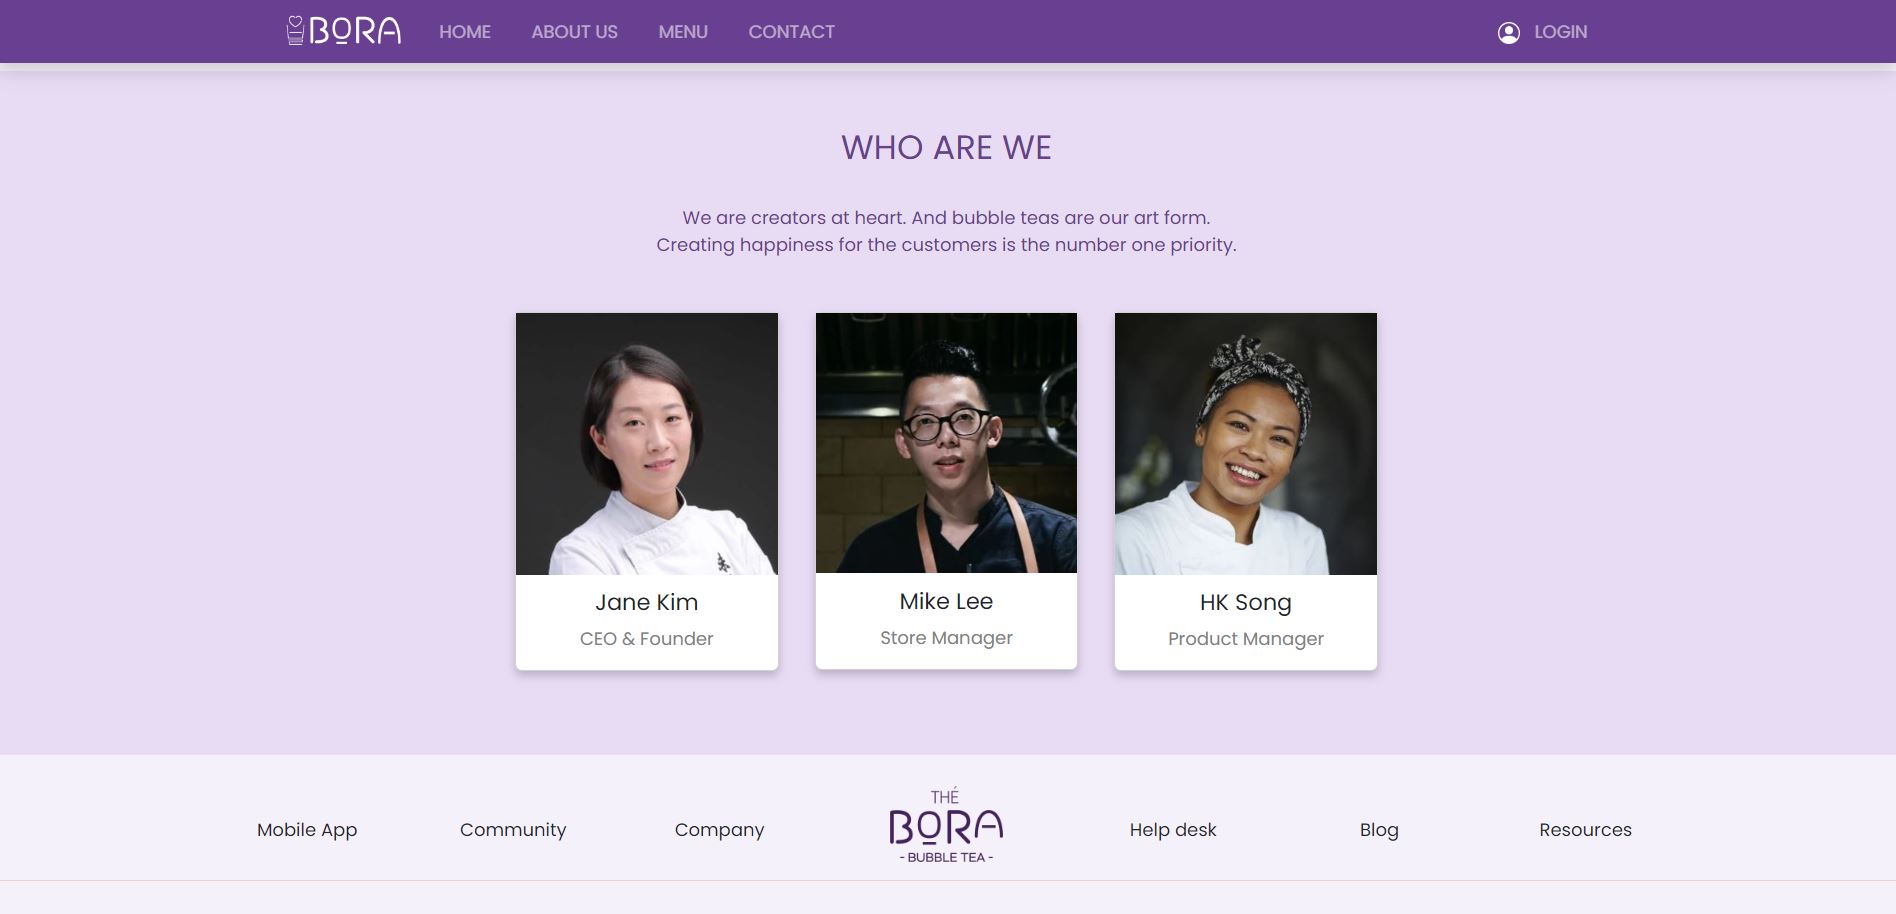 BORA HOME ABOUT US MENU CONTACT LOGIN
WHO ARE WE
We are creators at heart. And bubble teas are our art form.
Creating happiness for the customers is the number one priority.
Jane Kim
CEO & Founder
Mike Lee
Store Manager
HK Song
Product Manager
Mobile App Community Company
THÉ
BORA
- BUBBLE TEA -
Help desk Blog Resources